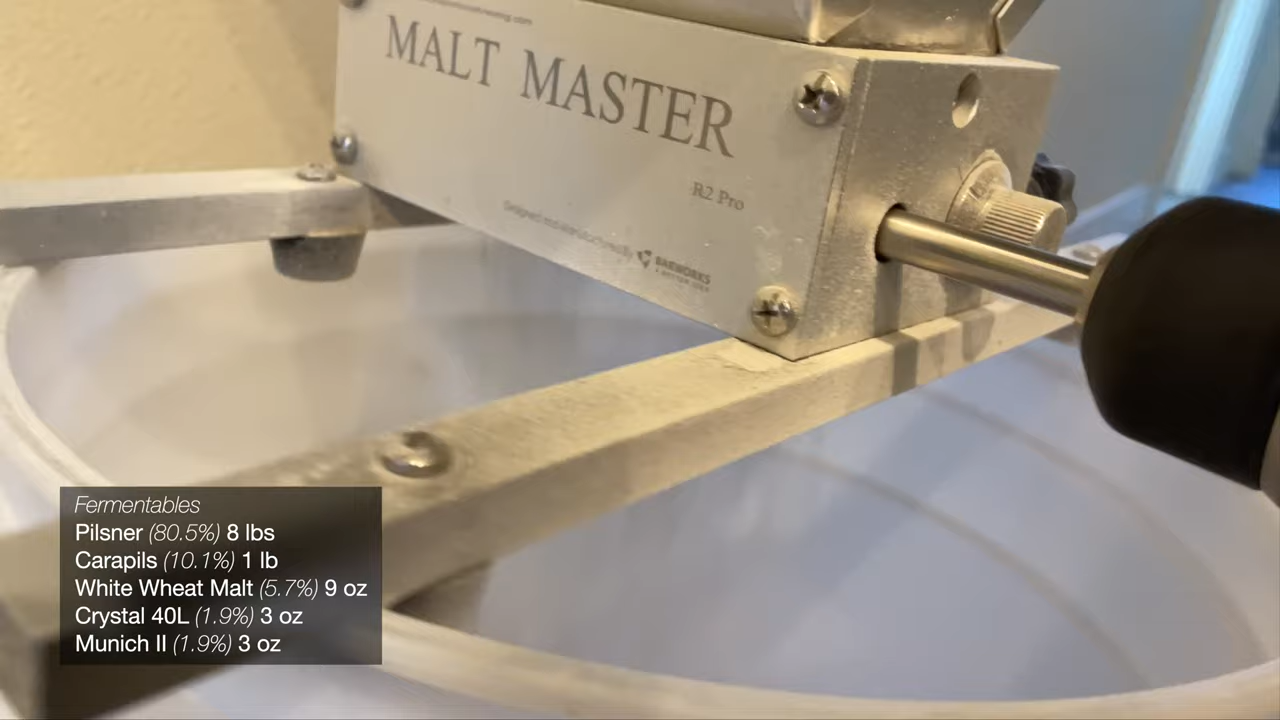 MALT MASTER
R2 Pro
BARWORKS
Fermentables
Pilsner (80.5%) 8 lbs
Carapils (10.1%) 1 lb
White Wheat Malt (5.7%) 9 oz
Crystal 40L (1.9%) 3 oz
Munich II (1.9%) 3 oz